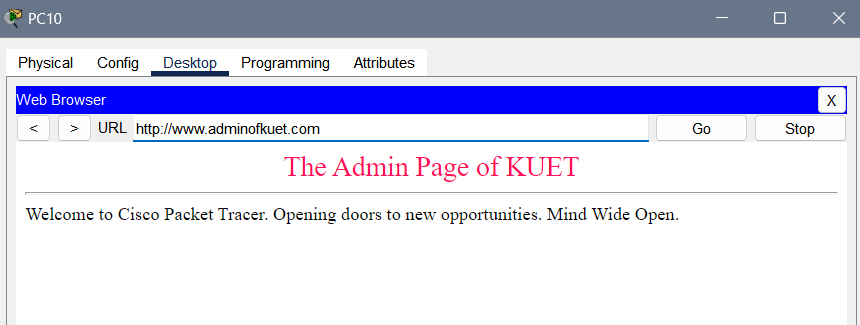 PC10
Physical Config Desktop Programming Attributes
Web Browser X
< > URL http://www.adminofkuet.com Go Stop
The Admin Page of KUET
Welcome to Cisco Packet Tracer. Opening doors to new opportunities. Mind Wide Open.